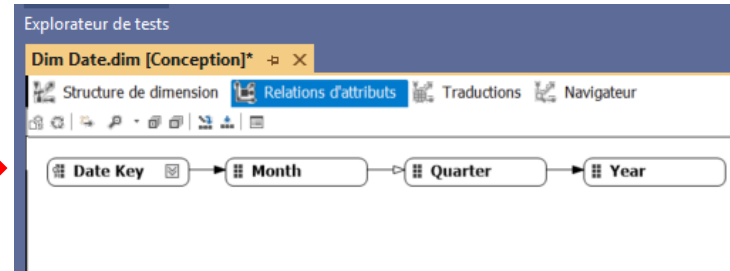 Explorateur de tests
Dim Date.dim [Conception]*
Structure de dimension Relations d'attributs Traductions Navigateur
Date Key Month Quarter Year